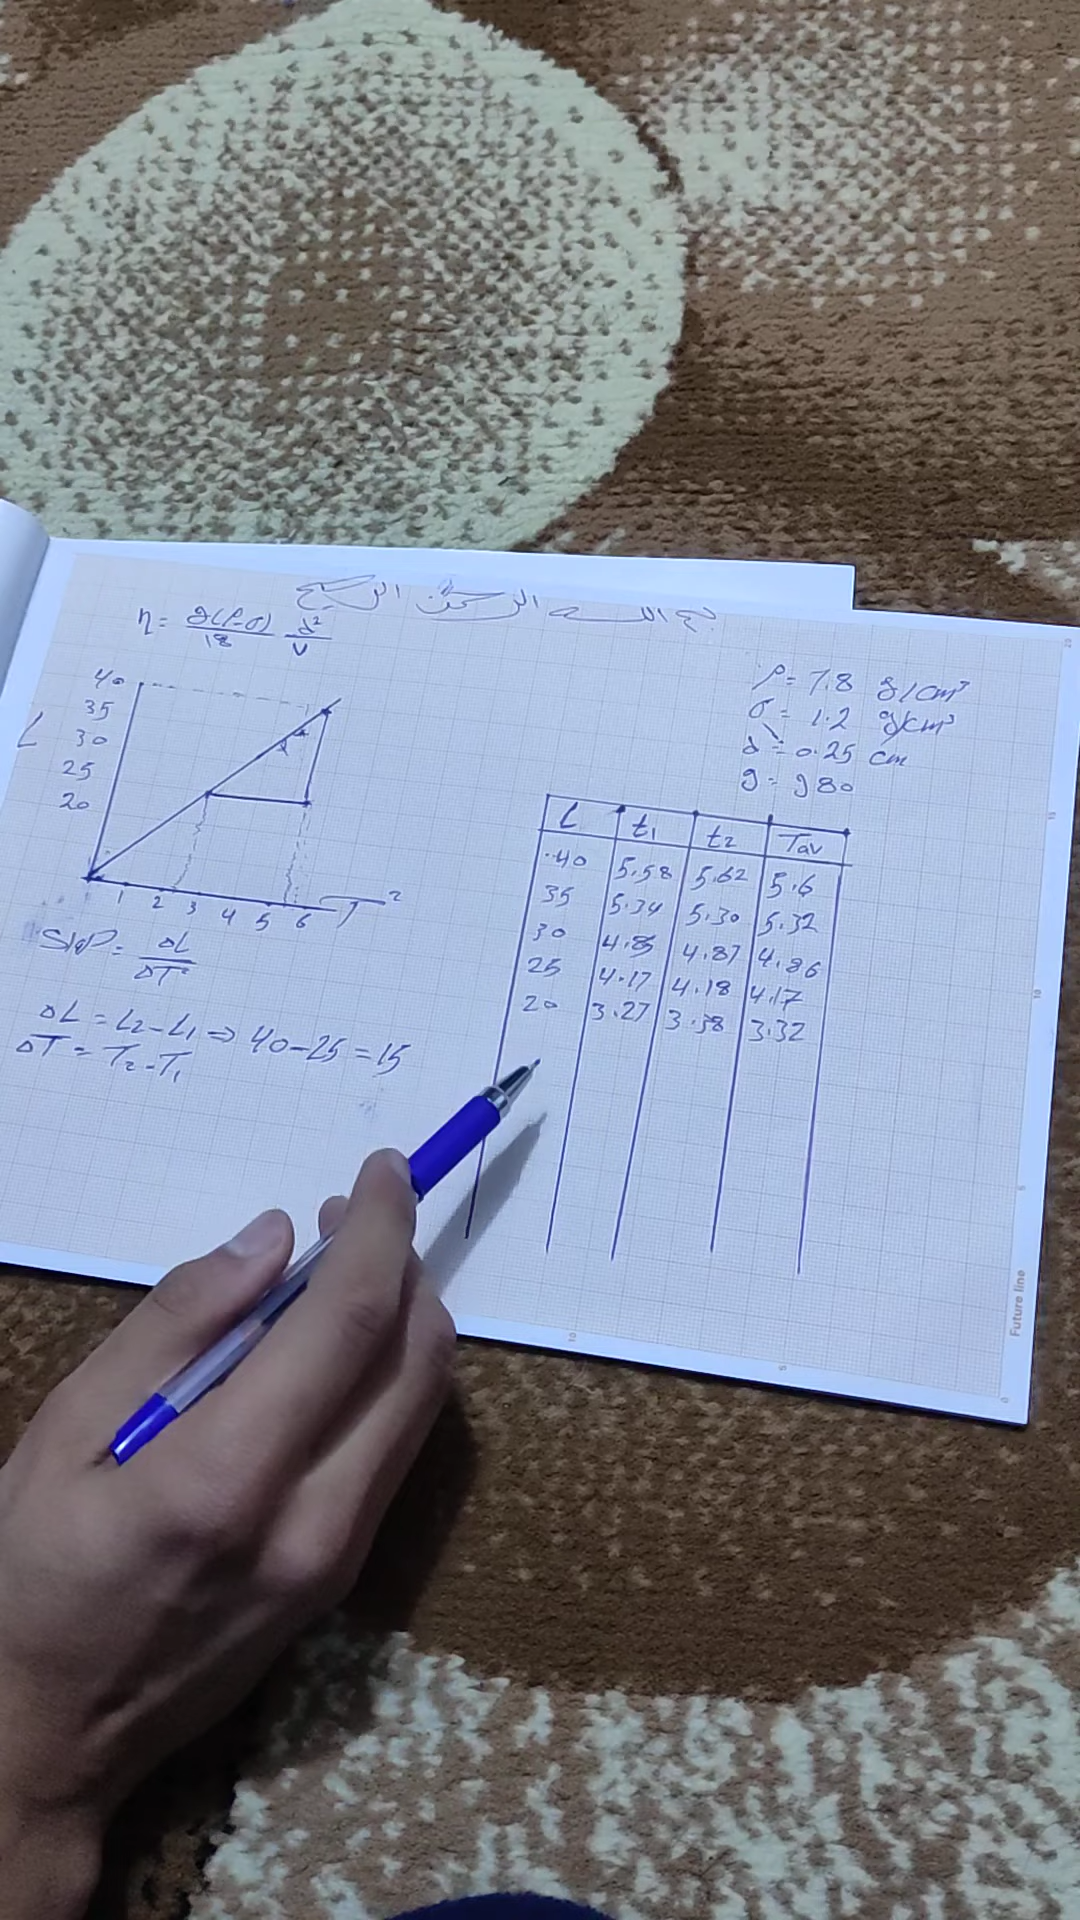 بسم الله الرحمن الرحيم
η = g(ρ-σ)/18 d²/V
ρ = 7.8 g/cm³
σ = 1.2 g/cm³
d = 0.25 cm
g = 980
40
35
L 30
25
20
1 2 3 4 5 6 T
Slop = ΔL/ΔT
ΔL = L₂-L₁ ⇒ 40-25 = 15
ΔT = T₂-T₁
L t₁ t₂ Tav
40 5.58 5.62 5.6
35 5.34 5.30 5.32
30 4.85 4.87 4.86
25 4.17 4.18 4.17
20 3.27 3.38 3.32
Future line